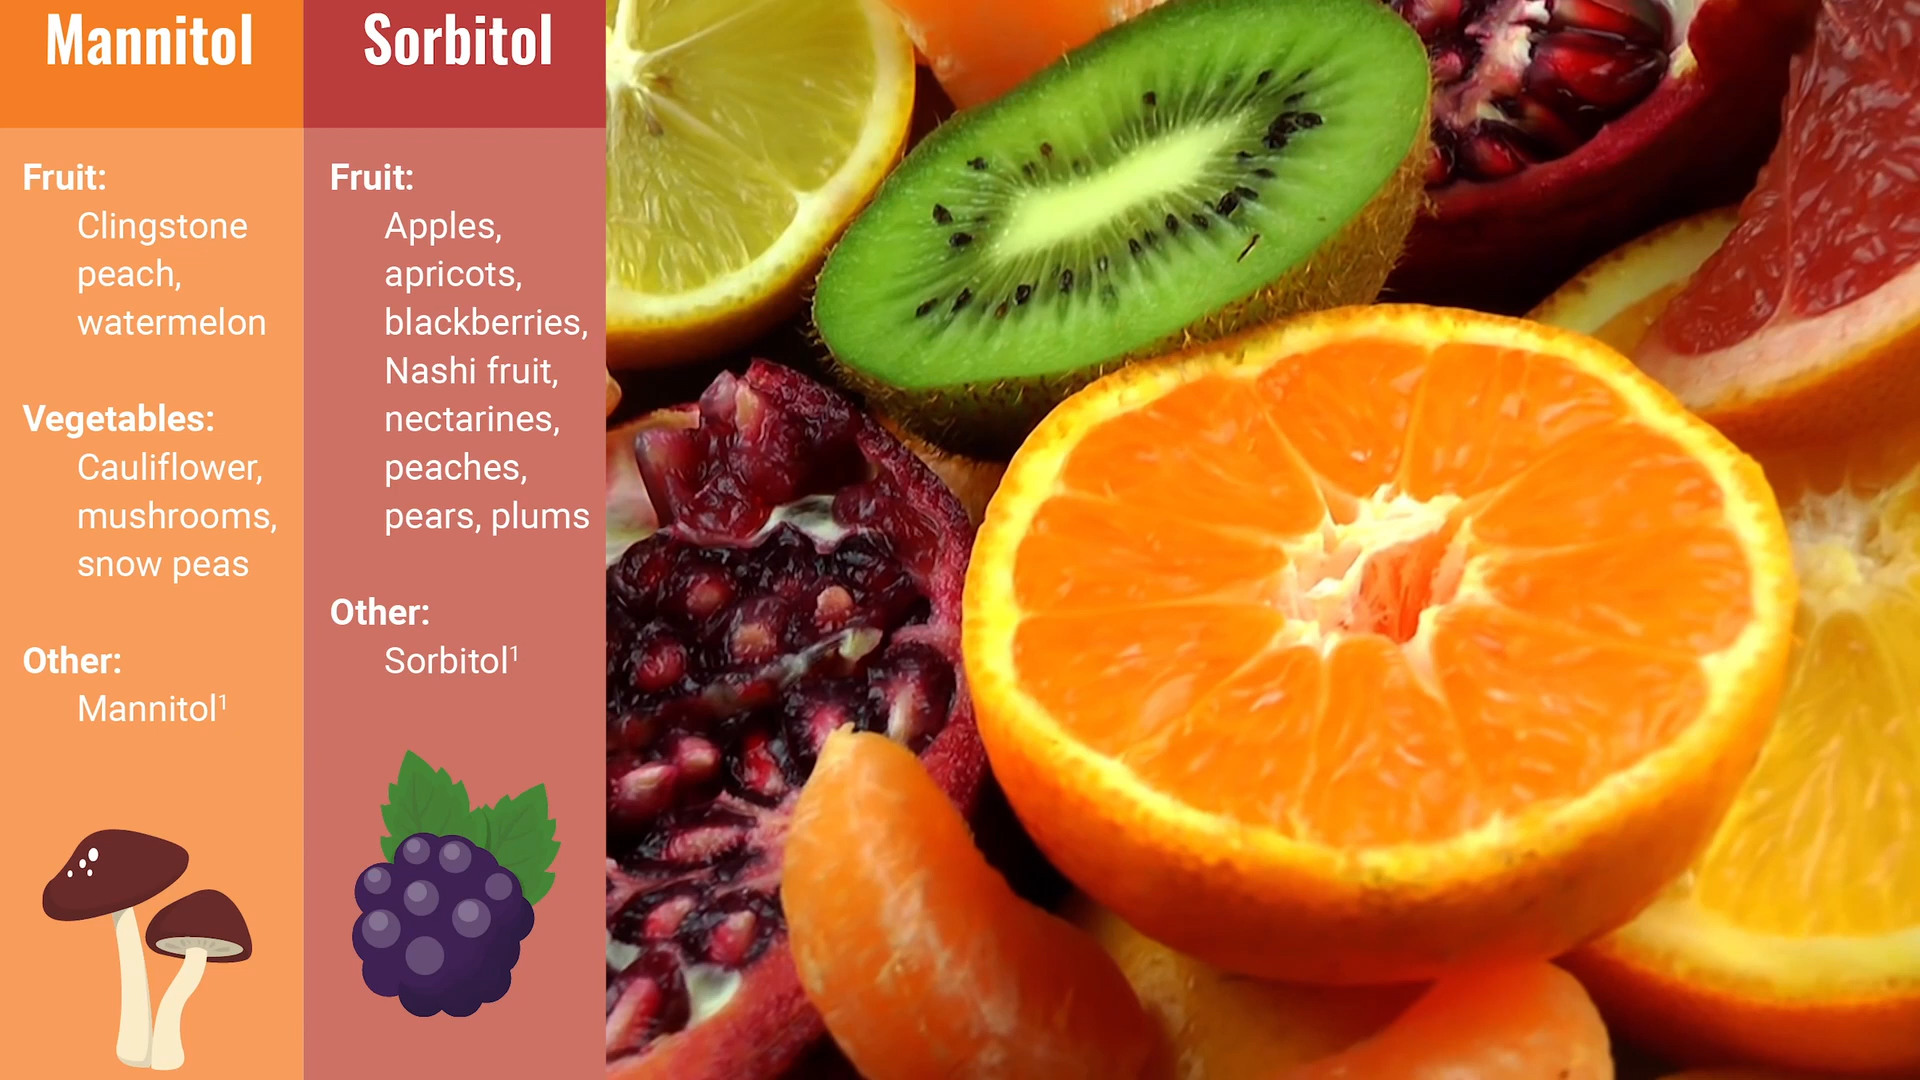 Mannitol
Fruit:
Clingstone
peach,
watermelon
Vegetables:
Cauliflower,
mushrooms,
snow peas
Other:
Mannitol¹
Sorbitol
Fruit:
Apples,
apricots,
blackberries,
Nashi fruit,
nectarines,
peaches,
pears, plums
Other:
Sorbitol¹